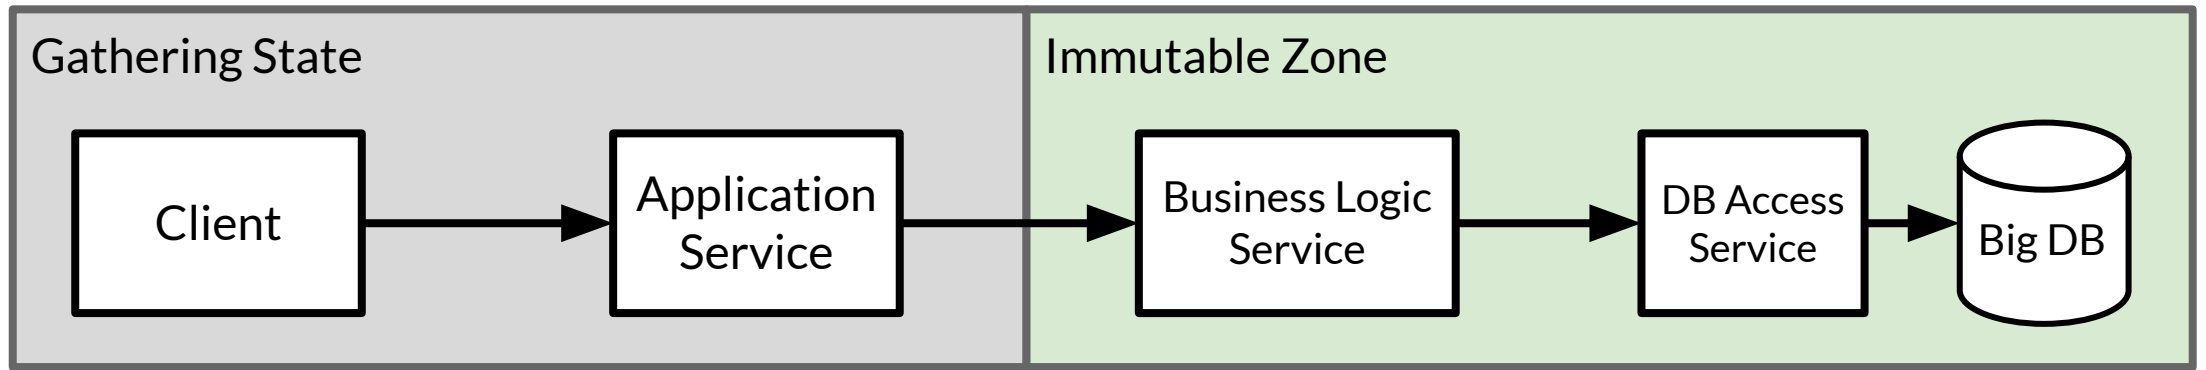 Gathering State
Immutable Zone
Client
Application
Service
Business Logic
Service
DB Access
Service
Big DB